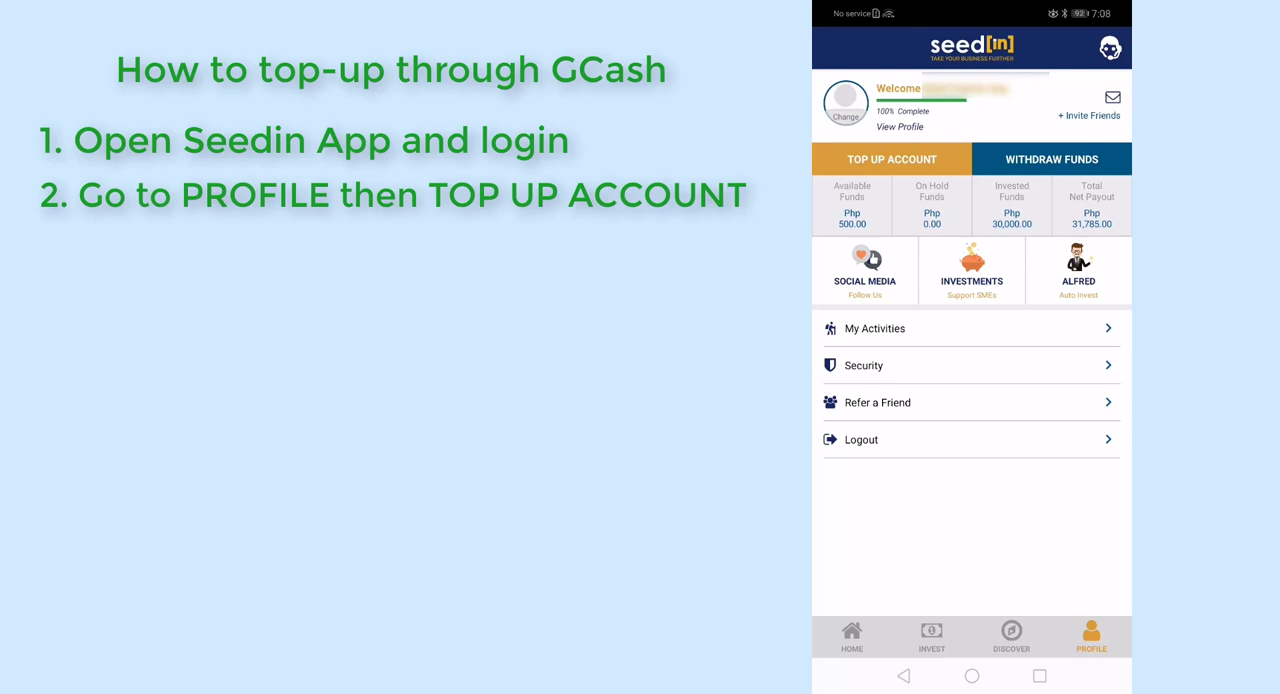 How to top-up through GCash
1. Open Seedin App and login
2. Go to PROFILE then TOP UP ACCOUNT
No service
92
7:08
seed[in]
TAKE YOUR BUSINESS FURTHER
Change
Welcome
100% Complete
View Profile
+ Invite Friends
TOP UP ACCOUNT
WITHDRAW FUNDS
Available
Funds
Php
500.00
On Hold
Funds
Php
0.00
Invested
Funds
Php
30,000.00
Total
Net Payout
Php
31,785.00
SOCIAL MEDIA
Follow Us
INVESTMENTS
Support SMEs
ALFRED
Auto Invest
My Activities
Security
Refer a Friend
Logout
HOME
INVEST
DISCOVER
PROFILE